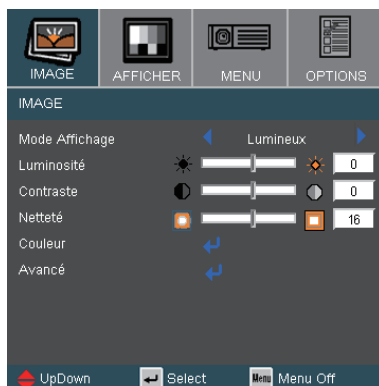 IMAGE AFFICHER MENU OPTIONS
IMAGE
Mode Affichage Lumineux
Luminosité 0
Contraste 0
Netteté 16
Couleur
Avancé
UpDown Select Menu Menu Off